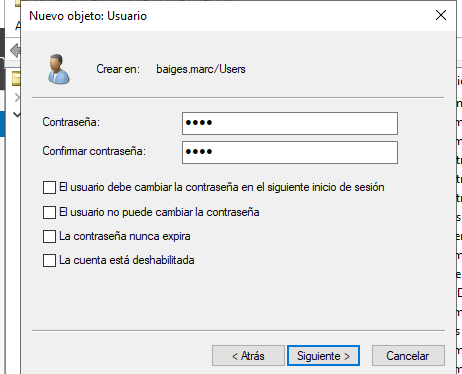 Nuevo objeto: Usuario
Crear en: baiges.marc/Users
Contraseña: ••••
Confirmar contraseña: ••••
El usuario debe cambiar la contraseña en el siguiente inicio de sesión
El usuario no puede cambiar la contraseña
La contraseña nunca expira
La cuenta está deshabilitada
< Atrás Siguiente > Cancelar